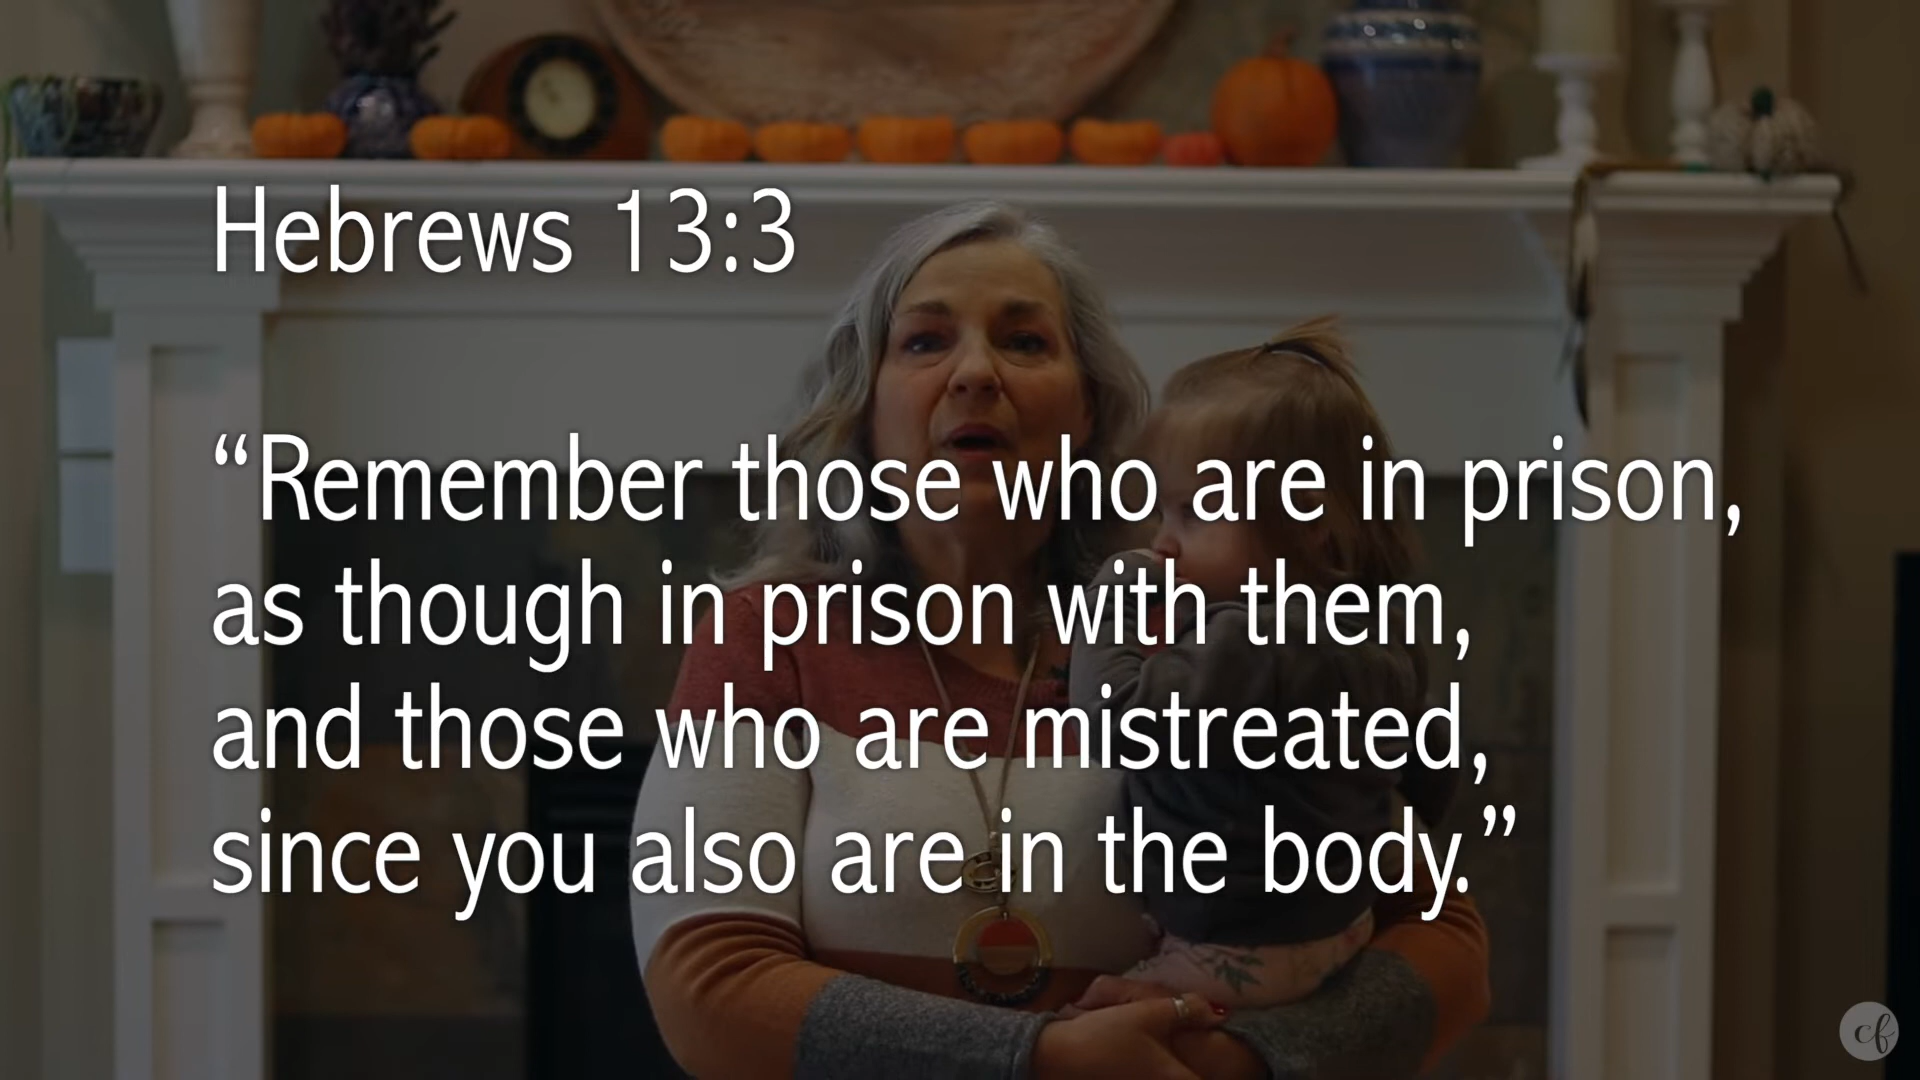 Hebrews 13:3
“Remember those who are in prison,
as though in prison with them,
and those who are mistreated,
since you also are in the body.”
cf